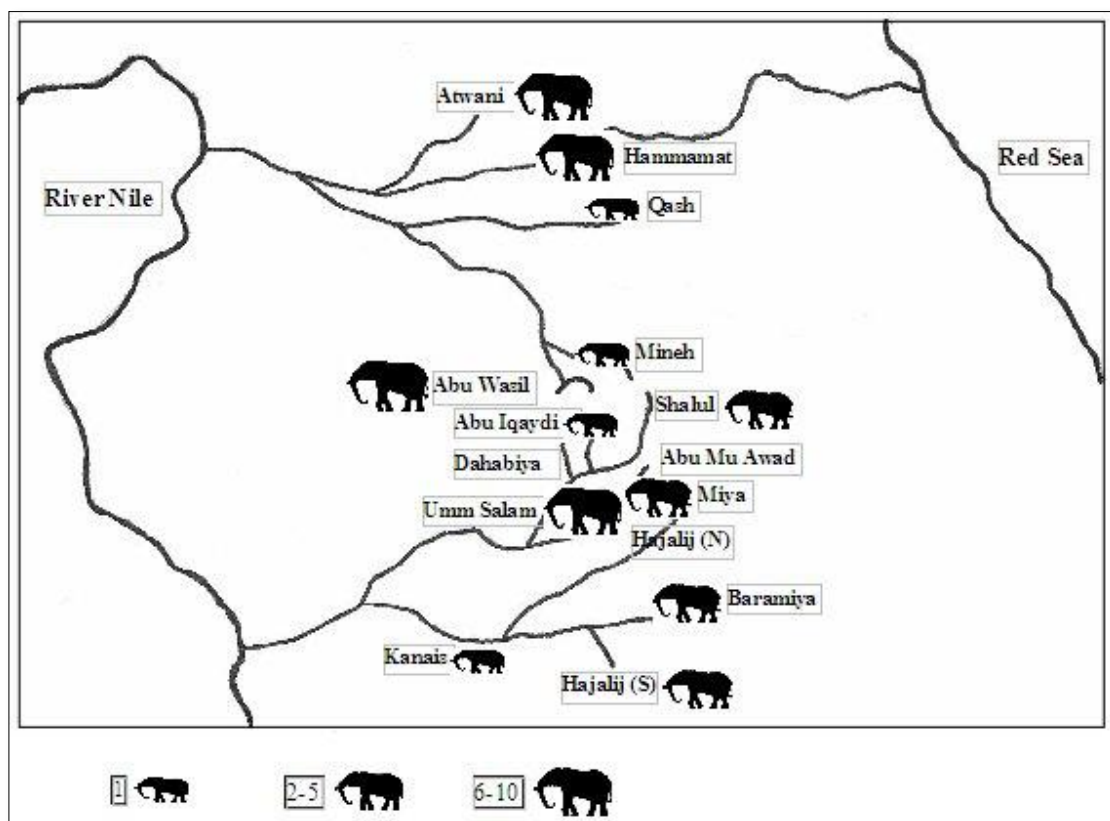 Atwani
Hammamat
Red Sea
River Nile
Qash
Mineh
Abu Wasil
Shalul
Abu Iqaydi
Abu Mu Awad
Dahabiya
Miya
Umm Salam
Hajalij (N)
Baramiya
Kanais
Hajalij (S)
1
2-5
6-10